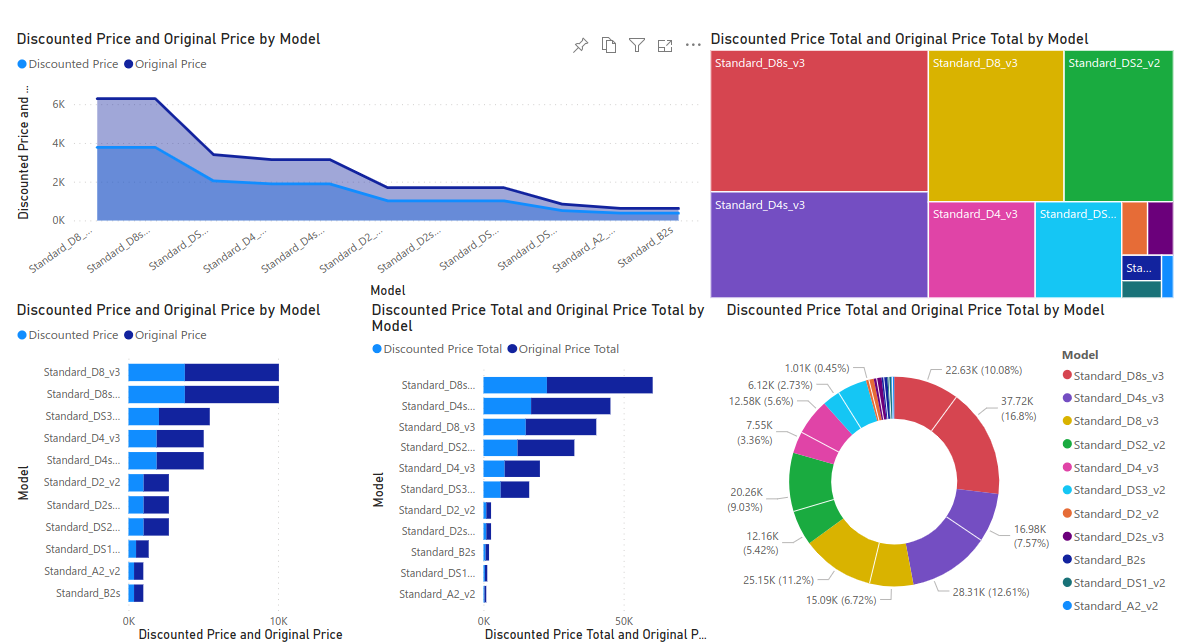 Discounted Price and Original Price by Model
Discounted Price Original Price
Discounted Price and ...
6K
4K
2K
0K
Standard_D8_...
Standard_D8s...
Standard_DS...
Standard_D4_...
Standard_D4s...
Standard_D2_...
Standard_D2s...
Standard_DS...
Standard_DS...
Standard_A2_...
Standard_B2s
Model
Discounted Price Total and Original Price Total by Model
Standard_D8s_v3
Standard_D8_v3
Standard_DS2_v2
Standard_D4s_v3
Standard_D4_v3
Standard_DS...
Sta...
Discounted Price and Original Price by Model
Discounted Price Original Price
Model
Standard_D8_v3
Standard_D8s...
Standard_DS3...
Standard_D4_v3
Standard_D4s...
Standard_D2_v2
Standard_D2s...
Standard_DS2...
Standard_DS1...
Standard_A2_v2
Standard_B2s
0K
10K
Discounted Price and Original Price
Discounted Price Total and Original Price Total by
Model
Discounted Price Total Original Price Total
Model
Standard_D8s...
Standard_D4s...
Standard_D8_v3
Standard_DS2...
Standard_D4_v3
Standard_DS3...
Standard_D2_v2
Standard_D2s...
Standard_B2s
Standard_DS1...
Standard_A2_v2
0K
50K
Discounted Price Total and Original P...
Discounted Price Total and Original Price Total by Model
22.63K (10.08%)
37.72K
(16.8%)
16.98K
(7.57%)
28.31K (12.61%)
15.09K (6.72%)
25.15K (11.2%)
12.16K
(5.42%)
20.26K
(9.03%)
7.55K
(3.36%)
12.58K (5.6%)
6.12K (2.73%)
1.01K (0.45%)
Model
Standard_D8s_v3
Standard_D4s_v3
Standard_D8_v3
Standard_DS2_v2
Standard_D4_v3
Standard_DS3_v2
Standard_D2_v2
Standard_D2s_v3
Standard_B2s
Standard_DS1_v2
Standard_A2_v2